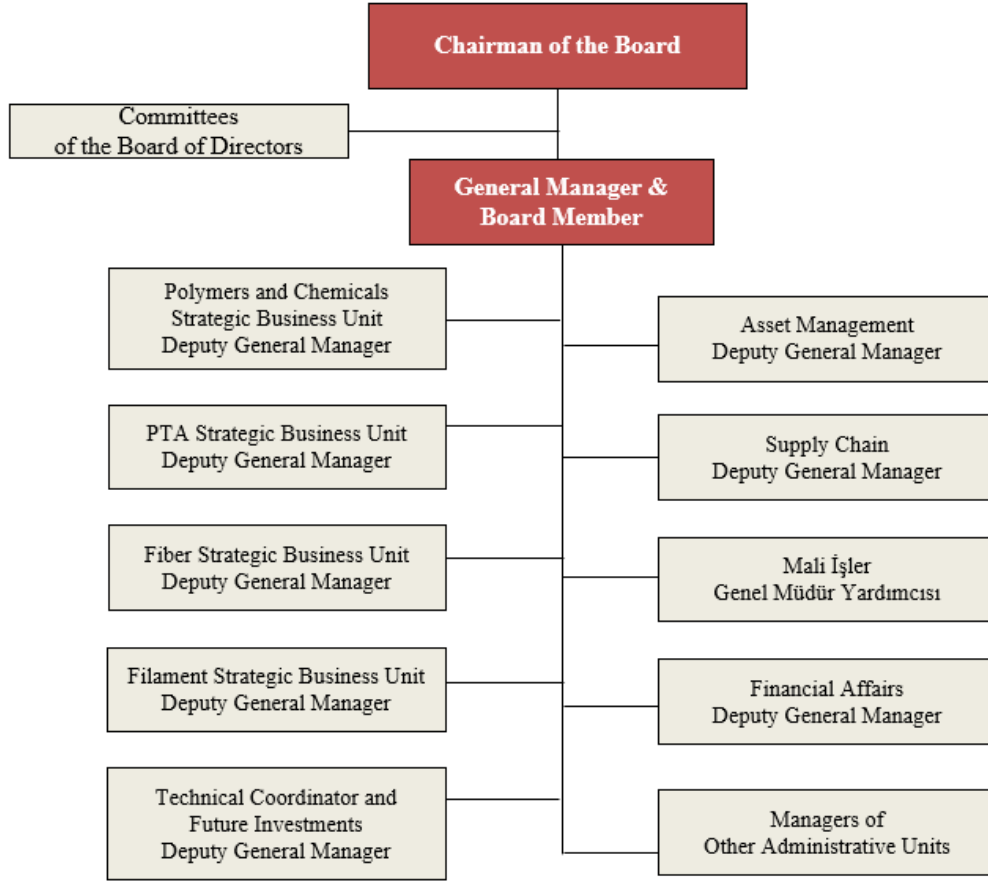 Chairman of the Board
Committees
of the Board of Directors
General Manager &
Board Member
Polymers and Chemicals
Strategic Business Unit
Deputy General Manager
Asset Management
Deputy General Manager
PTA Strategic Business Unit
Deputy General Manager
Supply Chain
Deputy General Manager
Fiber Strategic Business Unit
Deputy General Manager
Mali İşler
Genel Müdür Yardımcısı
Filament Strategic Business Unit
Deputy General Manager
Financial Affairs
Deputy General Manager
Technical Coordinator and
Future Investments
Deputy General Manager
Managers of
Other Administrative Units